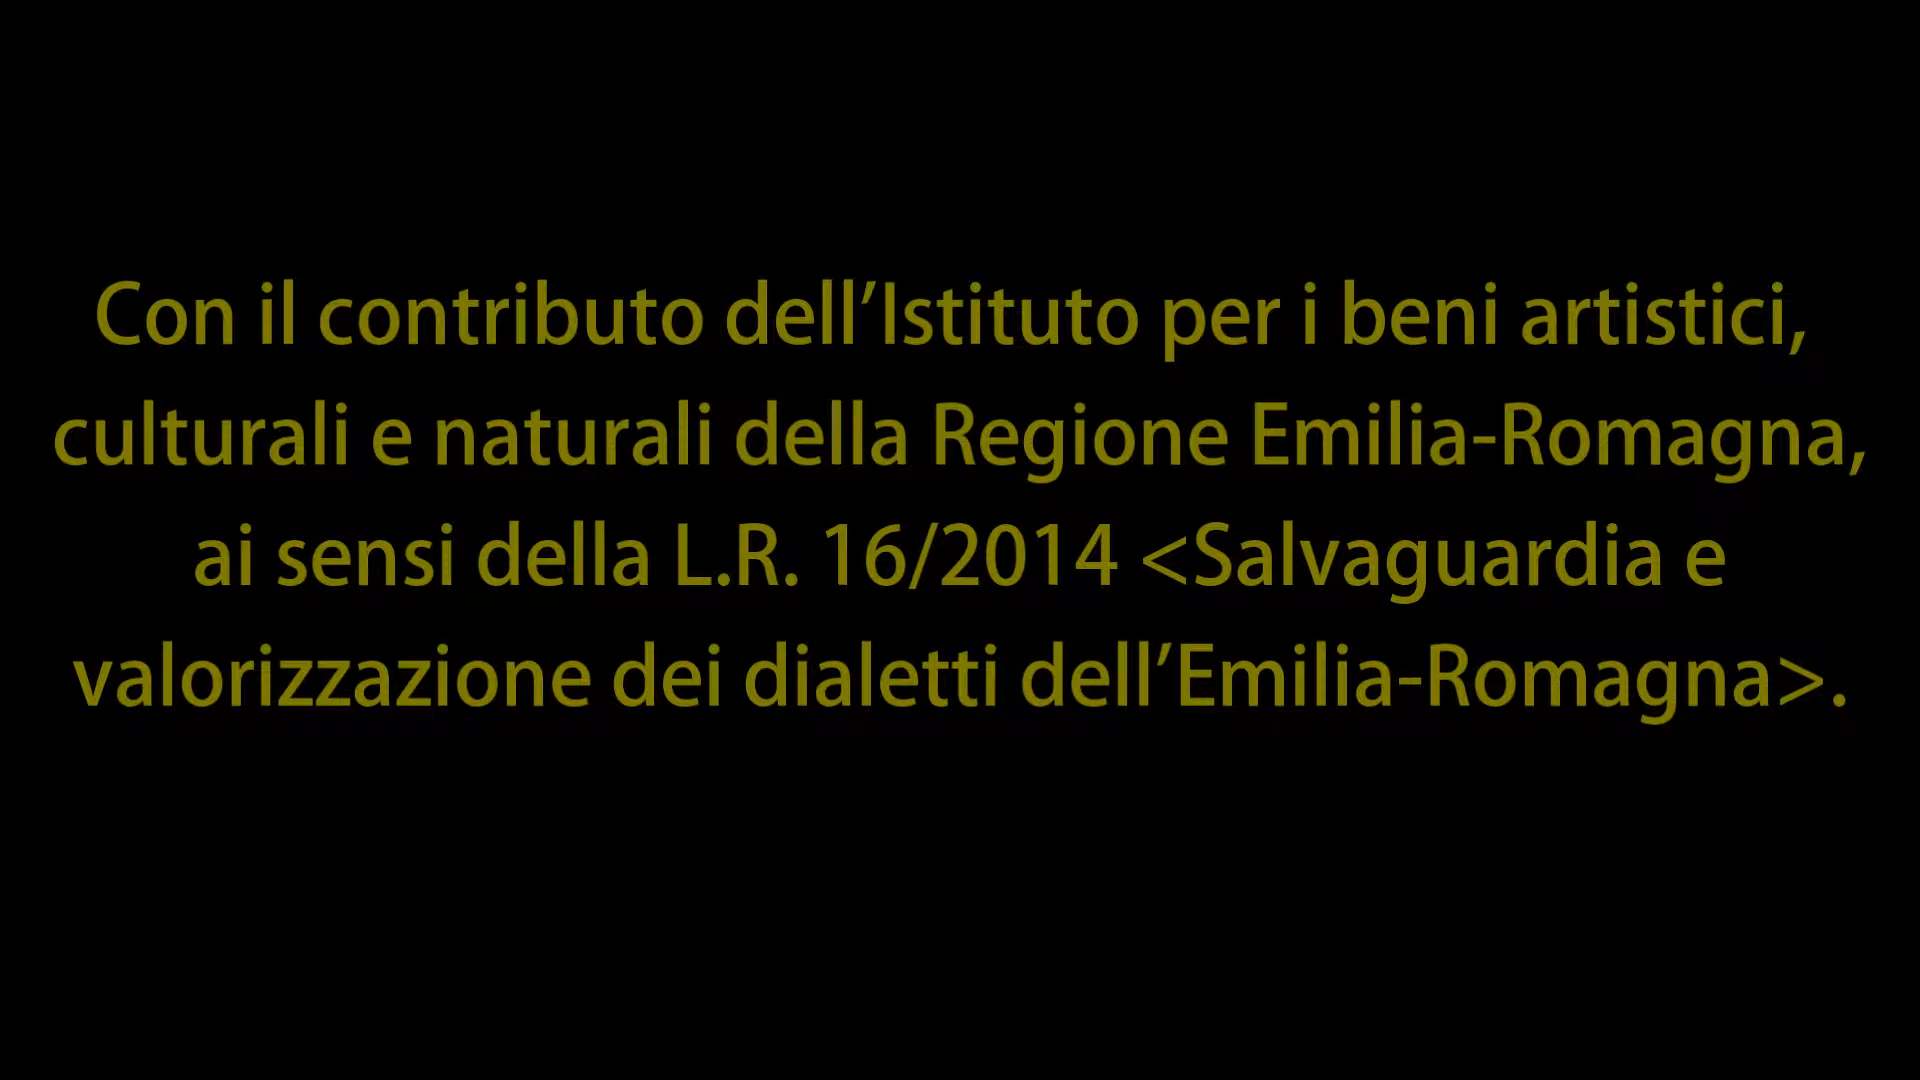 Con il contributo dell’Istituto per i beni artistici,
culturali e naturali della Regione Emilia-Romagna,
ai sensi della L.R. 16/2014 <Salvaguardia e
valorizzazione dei dialetti dell’Emilia-Romagna>.